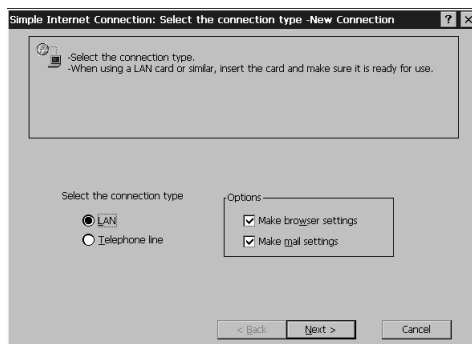 Simple Internet Connection: Select the connection type -New Connection ? ×
-Select the connection type.
-When using a LAN card or similar, insert the card and make sure it is ready for use.
Select the connection type
LAN
Telephone line
Options
Make browser settings
Make mail settings
< Back
Next >
Cancel